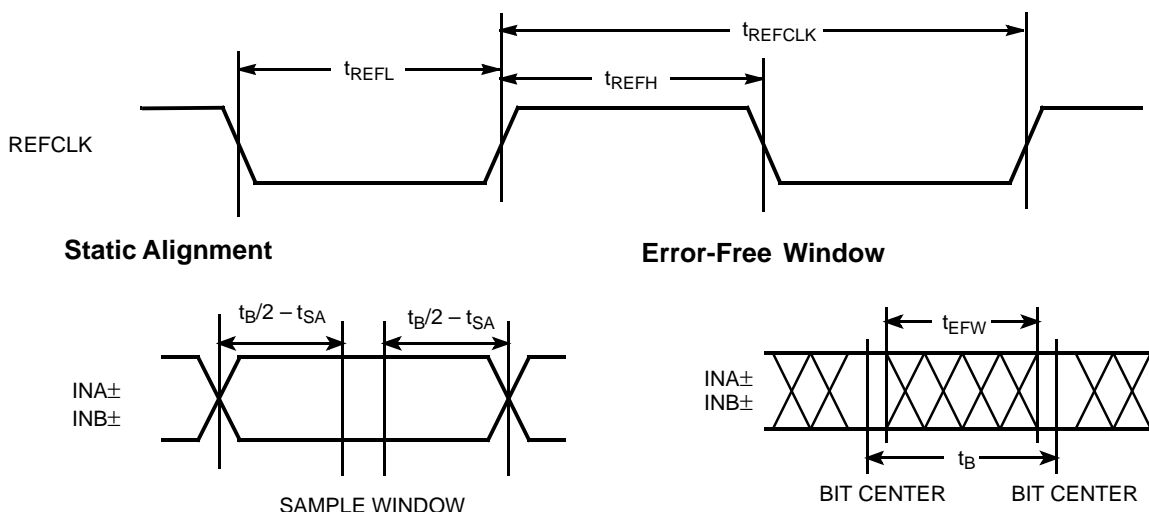 tREFCLK
tREFL
tREFH
REFCLK
Static Alignment
Error-Free Window
tB/2 – tSA
tB/2 – tSA
INA±
INB±
SAMPLE WINDOW
tEFW
INA±
INB±
tB
BIT CENTER
BIT CENTER